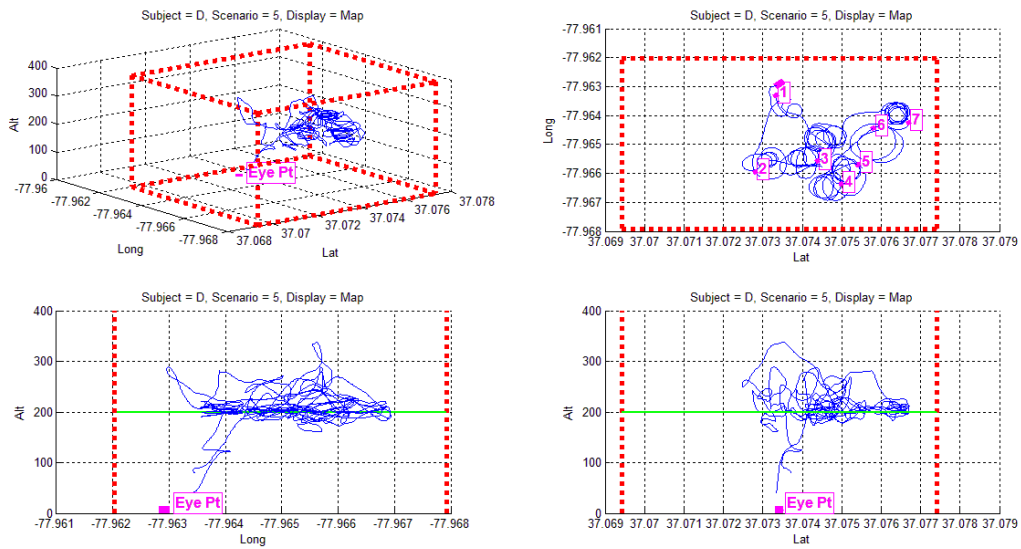 Subject = D, Scenario = 5, Display = Map
400
300
200
100
0
Alt
-77.96
-77.962
-77.964
-77.966
-77.968
Long
37.068
37.07
37.072
37.074
37.076
37.078
Lat
Eye Pt
Subject = D, Scenario = 5, Display = Map
-77.961
-77.962
-77.963
-77.964
-77.965
-77.966
-77.967
-77.968
Long
1
2
3
4
5
6
7
37.069 37.07 37.071 37.072 37.073 37.074 37.075 37.076 37.077 37.078 37.079
Lat
Subject = D, Scenario = 5, Display = Map
400
300
200
100
0
Alt
Eye Pt
-77.961 -77.962 -77.963 -77.964 -77.965 -77.966 -77.967 -77.968
Long
Subject = D, Scenario = 5, Display = Map
400
300
200
100
0
Alt
Eye Pt
37.069 37.07 37.071 37.072 37.073 37.074 37.075 37.076 37.077 37.078 37.079
Lat